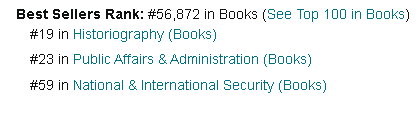 Best Sellers Rank: #56,872 in Books (See Top 100 in Books)
#19 in Historiography (Books)
#23 in Public Affairs & Administration (Books)
#59 in National & International Security (Books)